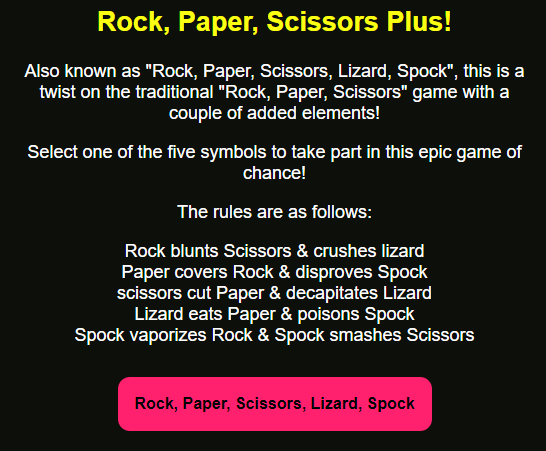 Rock, Paper, Scissors Plus!
Also known as "Rock, Paper, Scissors, Lizard, Spock", this is a
twist on the traditional "Rock, Paper, Scissors" game with a
couple of added elements!
Select one of the five symbols to take part in this epic game of
chance!
The rules are as follows:
Rock blunts Scissors & crushes lizard
Paper covers Rock & disproves Spock
scissors cut Paper & decapitates Lizard
Lizard eats Paper & poisons Spock
Spock vaporizes Rock & Spock smashes Scissors
Rock, Paper, Scissors, Lizard, Spock